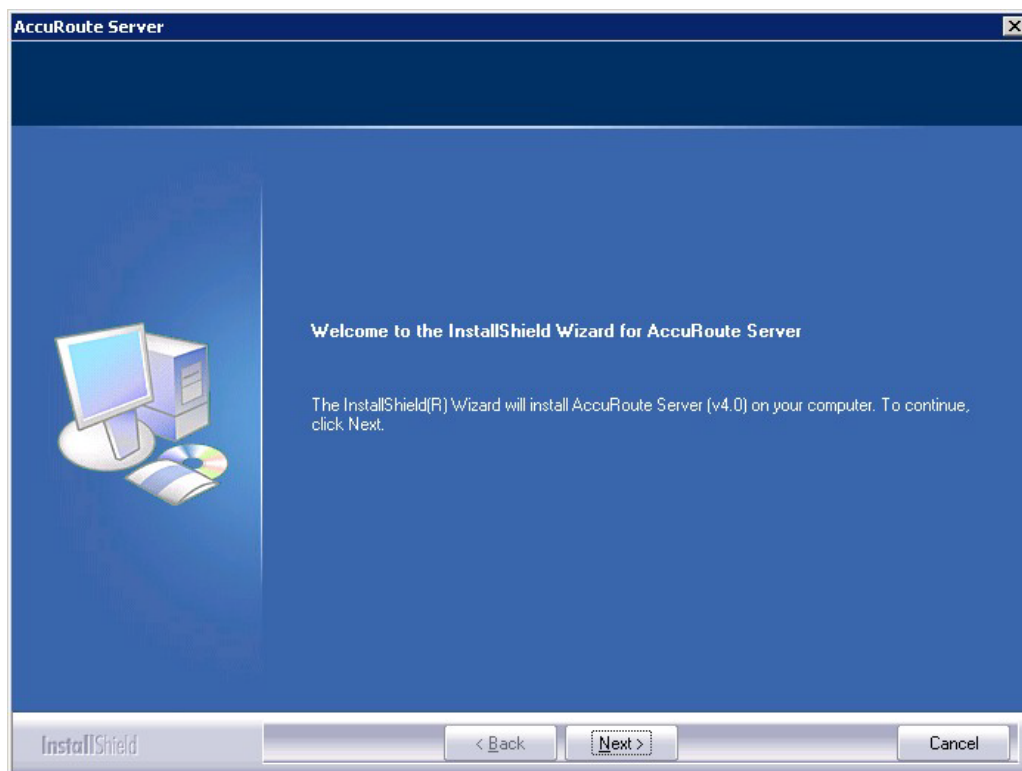 AccuRoute Server
Welcome to the InstallShield Wizard for AccuRoute Server
The InstallShield(R) Wizard will install AccuRoute Server (v4.0) on your computer. To continue,
click Next.
InstallShield
< Back
Next >
Cancel